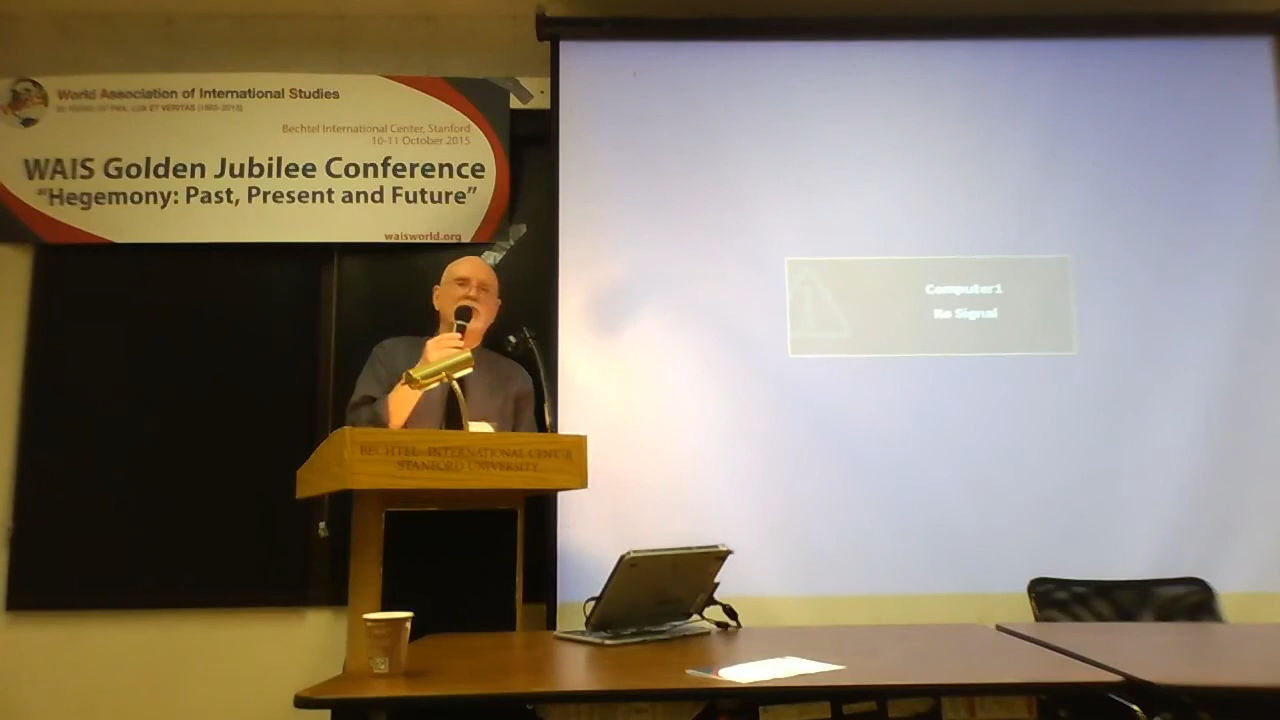 World Association of International Studies
Bechtel International Center, Stanford
10-11 October 2015
WAIS Golden Jubilee Conference
"Hegemony: Past, Present and Future"
waisworld.org
Computer1
No Signal
BECHTEL INTERNATIONAL CENTER
STANFORD UNIVERSITY